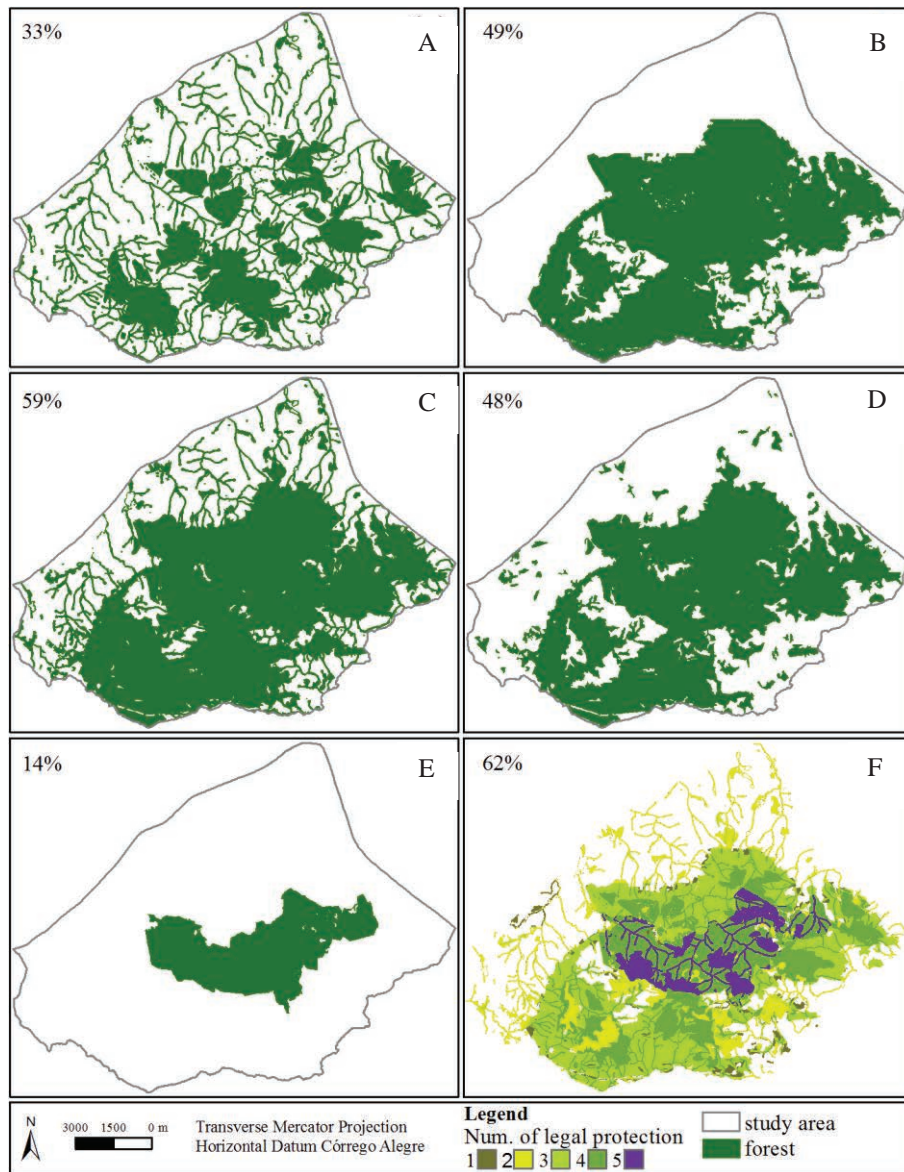 33% A
49% B
59% C
48% D
14% E
62% F
N
3000 1500 0 m
Transverse Mercator Projection
Horizontal Datum Córrego Alegre
Legend
Num. of legal protection
1 2 3 4 5
study area
forest